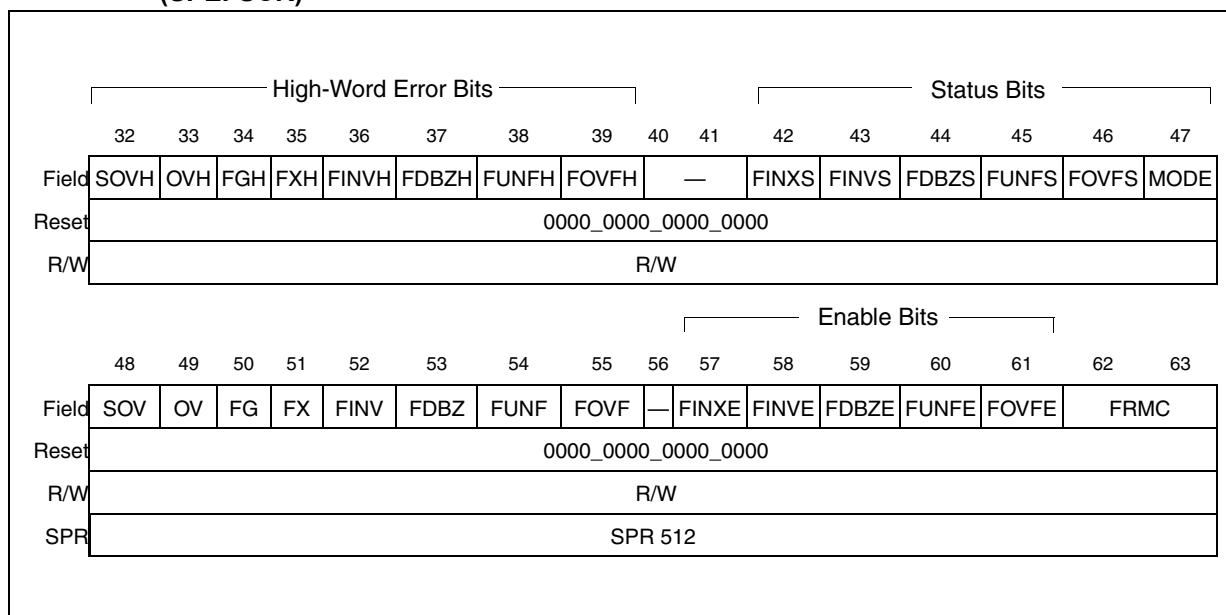 (SPEFSCR)
High-Word Error Bits Status Bits
32 33 34 35 36 37 38 39 40 41 42 43 44 45 46 47
Field SOVH OVH FGH FXH FINVH FDBZH FUNFH FOVFH — FINXS FINVS FDBZS FUNFS FOVFS MODE
Reset 0000_0000_0000_0000
R/W R/W
Enable Bits
48 49 50 51 52 53 54 55 56 57 58 59 60 61 62 63
Field SOV OV FG FX FINV FDBZ FUNF FOVF — FINXE FINVE FDBZE FUNFE FOVFE FRMC
Reset 0000_0000_0000_0000
R/W R/W
SPR SPR 512